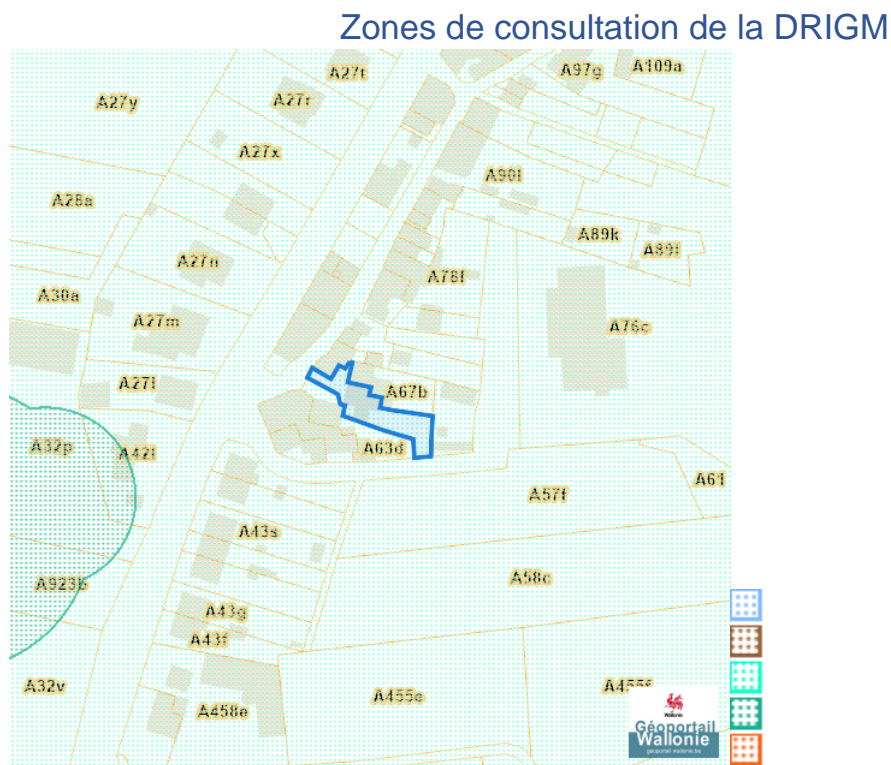 Zones de consultation de la DRIGM
A27t
A97g
A109a
A27y
A27r
A27x
A90l
A28a
A89k
A89l
A27n
A78f
A30a
A27m
A76c
A27l
A67b
A32p
A42l
A63d
A61
A57f
A43s
A58c
A923b
A43g
A43f
A32v
A455e
A458e
Wallonie
Géoportail
Wallonie
geoportail.wallonie.be